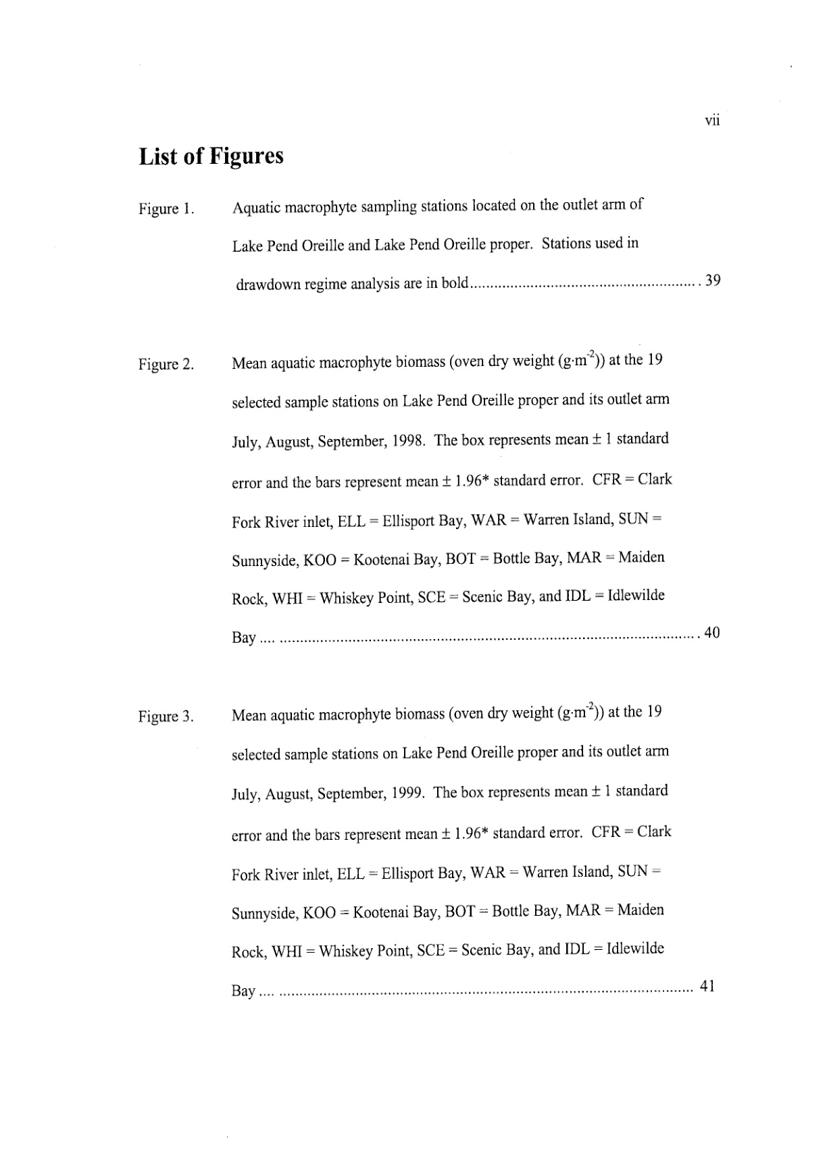 vii
List of Figures
Figure 1. Aquatic macrophyte sampling stations located on the outlet arm of
Lake Pend Oreille and Lake Pend Oreille proper. Stations used in
drawdown regime analysis are in bold.......................................................... . 39
Figure 2. Mean aquatic macrophyte biomass (oven dry weight (g·m⁻²)) at the 19
selected sample stations on Lake Pend Oreille proper and its outlet arm
July, August, September, 1998. The box represents mean ± 1 standard
error and the bars represent mean ± 1.96* standard error. CFR = Clark
Fork River inlet, ELL = Ellisport Bay, WAR = Warren Island, SUN =
Sunnyside, KOO = Kootenai Bay, BOT = Bottle Bay, MAR = Maiden
Rock, WHI = Whiskey Point, SCE = Scenic Bay, and IDL = Idlewilde
Bay .... ....................................................................................................... . 40
Figure 3. Mean aquatic macrophyte biomass (oven dry weight (g·m⁻²)) at the 19
selected sample stations on Lake Pend Oreille proper and its outlet arm
July, August, September, 1999. The box represents mean ± 1 standard
error and the bars represent mean ± 1.96* standard error. CFR = Clark
Fork River inlet, ELL = Ellisport Bay, WAR = Warren Island, SUN =
Sunnyside, KOO = Kootenai Bay, BOT = Bottle Bay, MAR = Maiden
Rock, WHI = Whiskey Point, SCE = Scenic Bay, and IDL = Idlewilde
Bay .... ....................................................................................................... 41